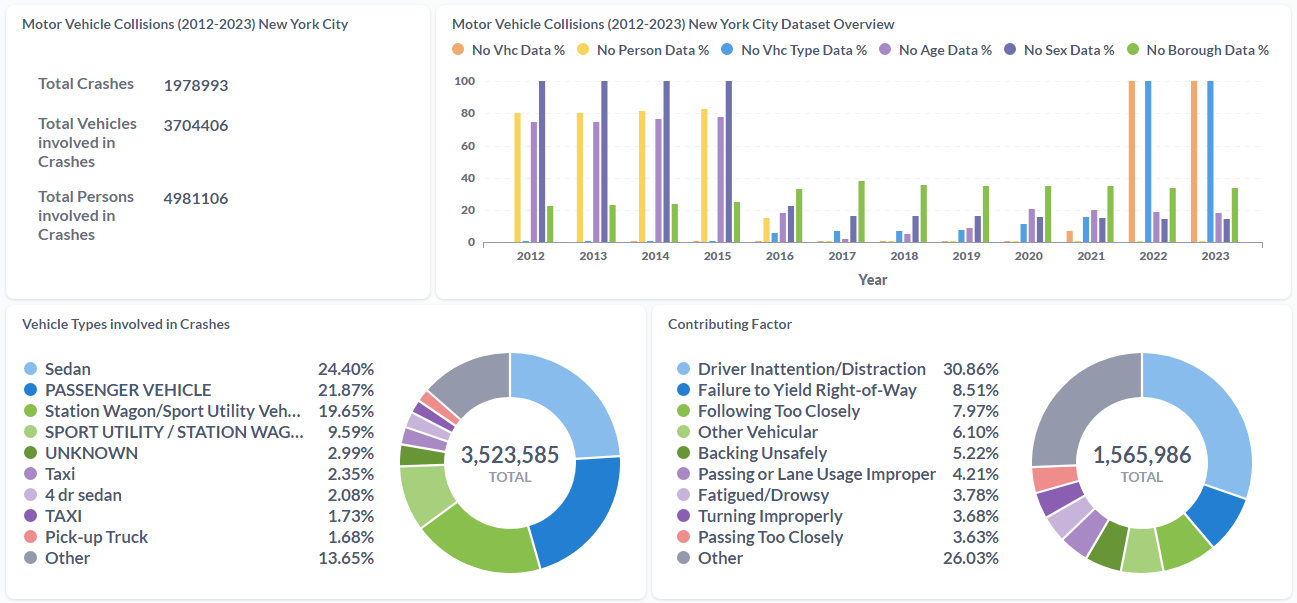 Motor Vehicle Collisions (2012-2023) New York City
Total Crashes 1978993
Total Vehicles involved in Crashes 3704406
Total Persons involved in Crashes 4981106
Motor Vehicle Collisions (2012-2023) New York City Dataset Overview
No Vhc Data % No Person Data % No Vhc Type Data % No Age Data % No Sex Data % No Borough Data %
100
80
60
40
20
0
2012 2013 2014 2015 2016 2017 2018 2019 2020 2021 2022 2023
Year
Vehicle Types involved in Crashes
Sedan 24.40%
PASSENGER VEHICLE 21.87%
Station Wagon/Sport Utility Veh... 19.65%
SPORT UTILITY / STATION WAG... 9.59%
UNKNOWN 2.99%
Taxi 2.35%
4 dr sedan 2.08%
TAXI 1.73%
Pick-up Truck 1.68%
Other 13.65%
3,523,585
TOTAL
Contributing Factor
Driver Inattention/Distraction 30.86%
Failure to Yield Right-of-Way 8.51%
Following Too Closely 7.97%
Other Vehicular 6.10%
Backing Unsafely 5.22%
Passing or Lane Usage Improper 4.21%
Fatigued/Drowsy 3.78%
Turning Improperly 3.68%
Passing Too Closely 3.63%
Other 26.03%
1,565,986
TOTAL